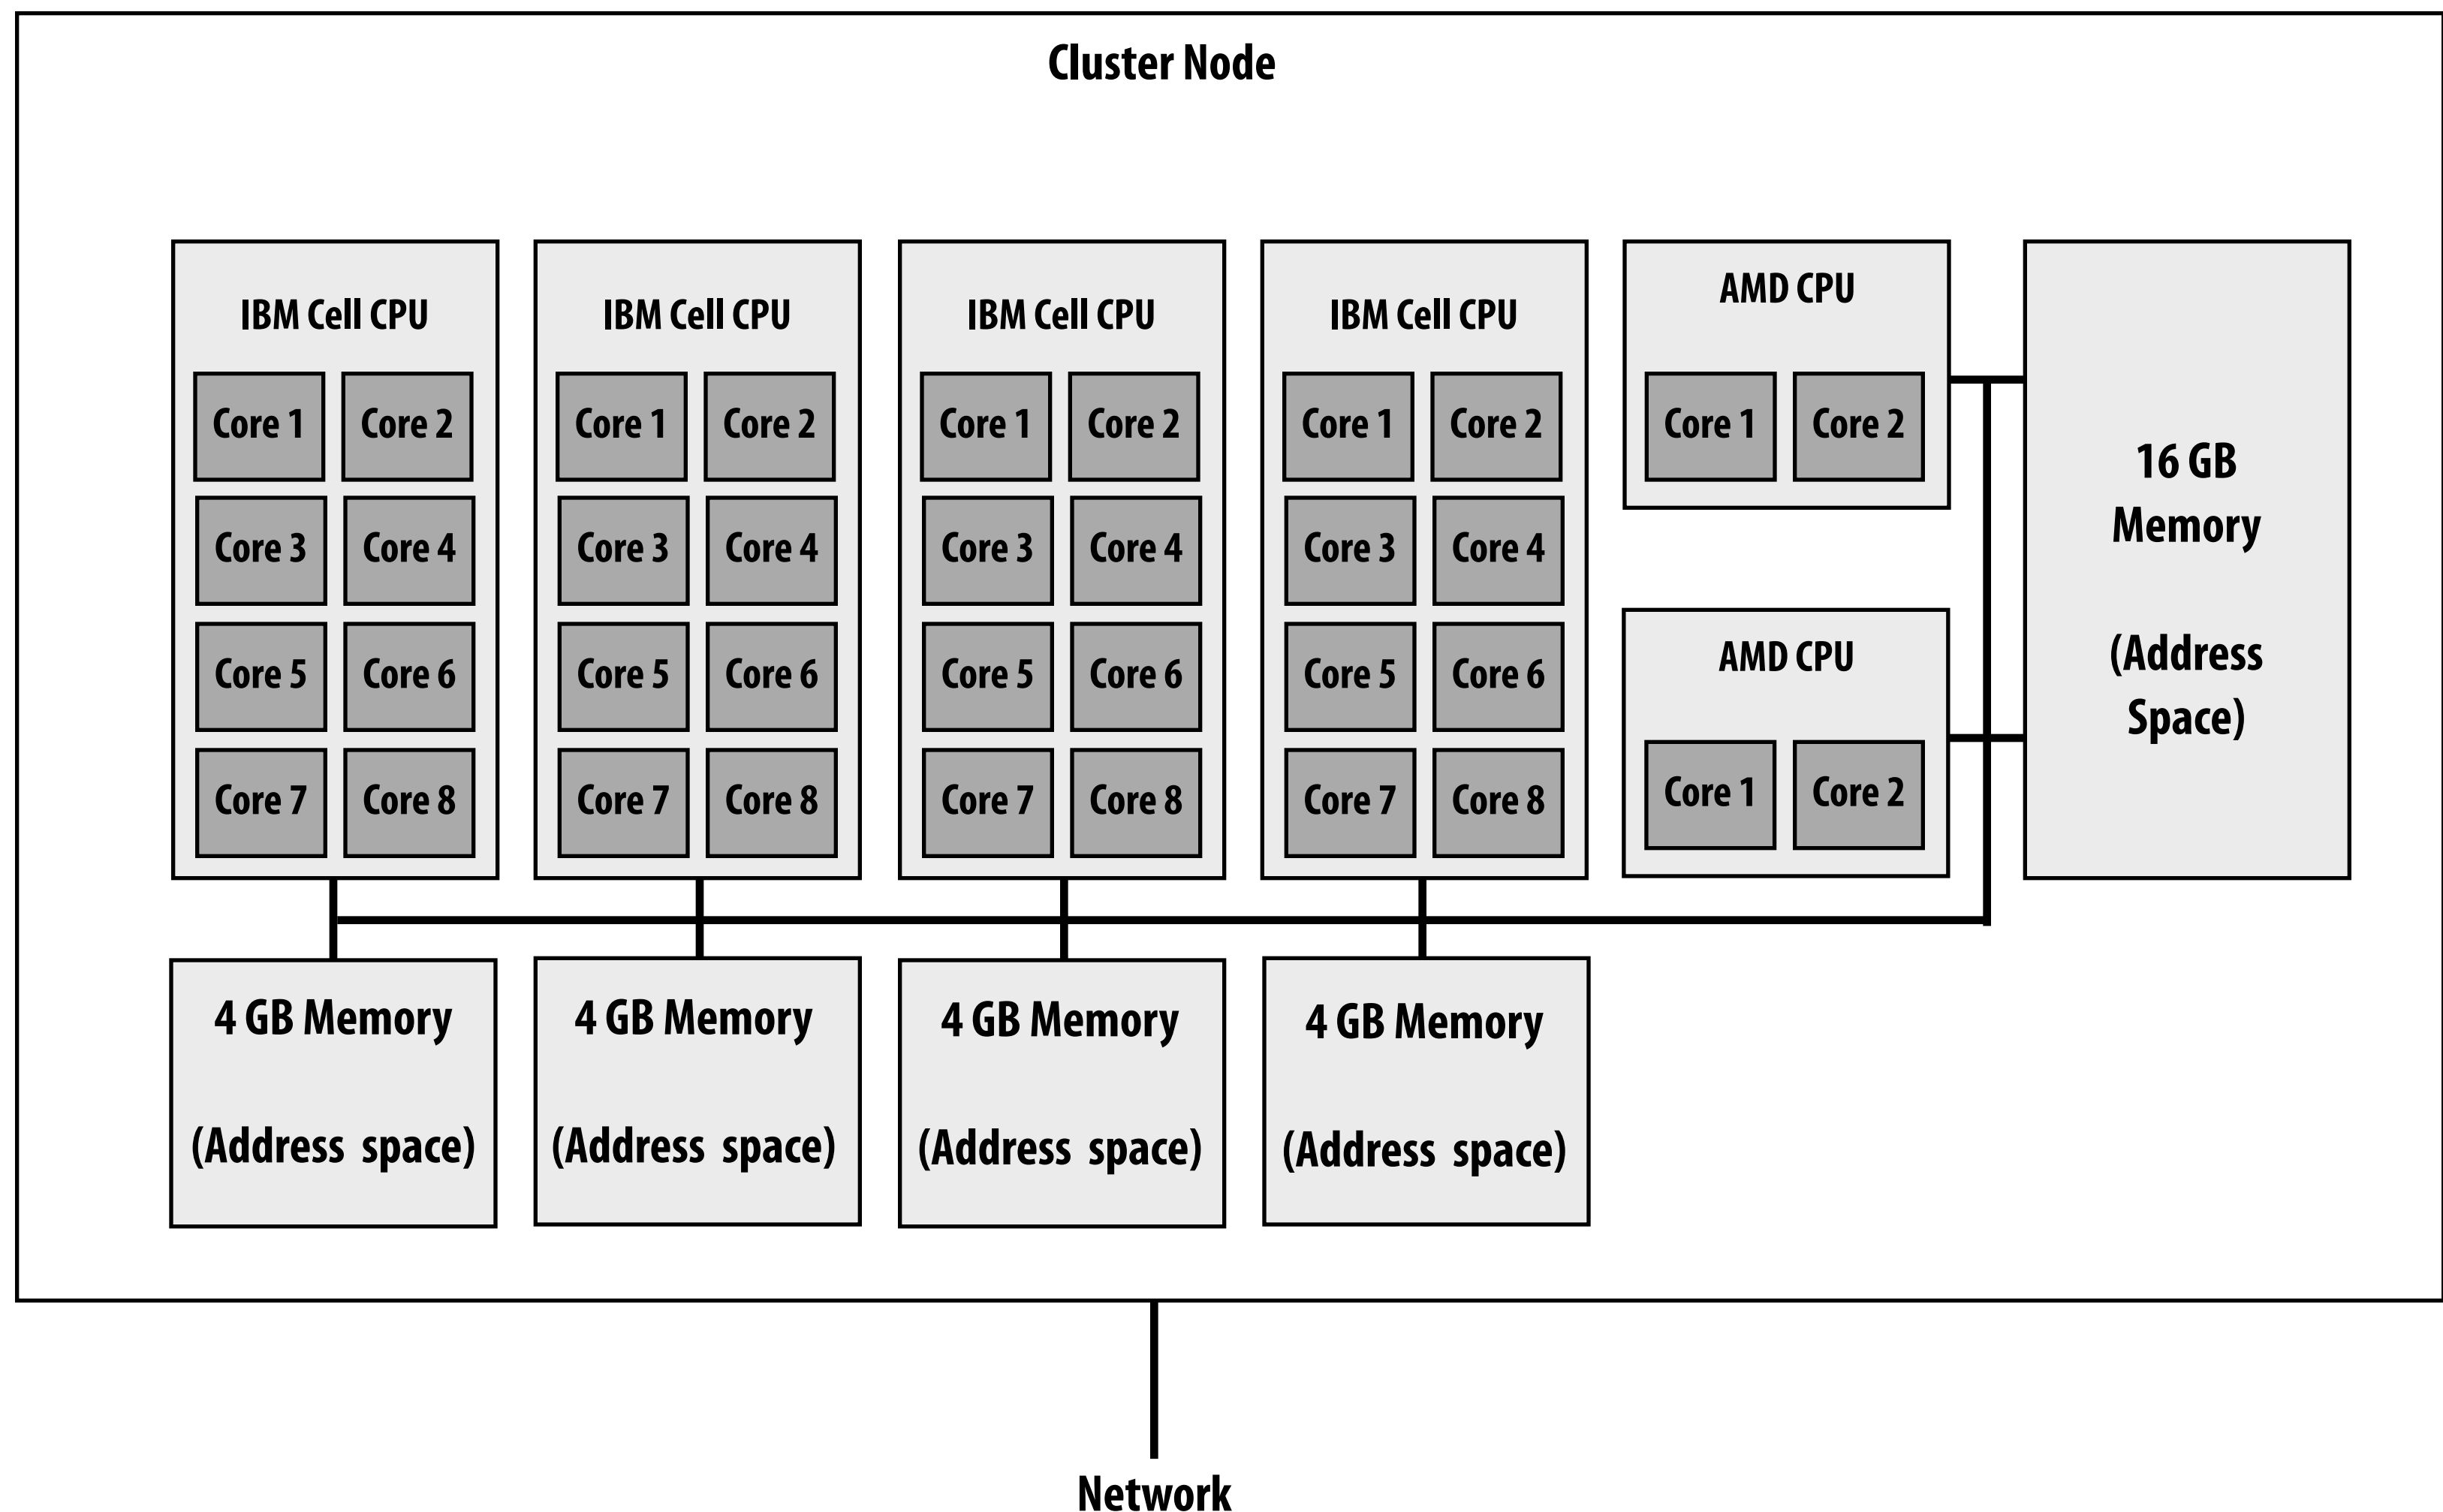 Cluster Node
IBM Cell CPU
Core 1
Core 2
Core 3
Core 4
Core 5
Core 6
Core 7
Core 8
IBM Cell CPU
Core 1
Core 2
Core 3
Core 4
Core 5
Core 6
Core 7
Core 8
IBM Cell CPU
Core 1
Core 2
Core 3
Core 4
Core 5
Core 6
Core 7
Core 8
IBM Cell CPU
Core 1
Core 2
Core 3
Core 4
Core 5
Core 6
Core 7
Core 8
AMD CPU
Core 1
Core 2
AMD CPU
Core 1
Core 2
16 GB
Memory
(Address
Space)
4 GB Memory
(Address space)
4 GB Memory
(Address space)
4 GB Memory
(Address space)
4 GB Memory
(Address space)
Network